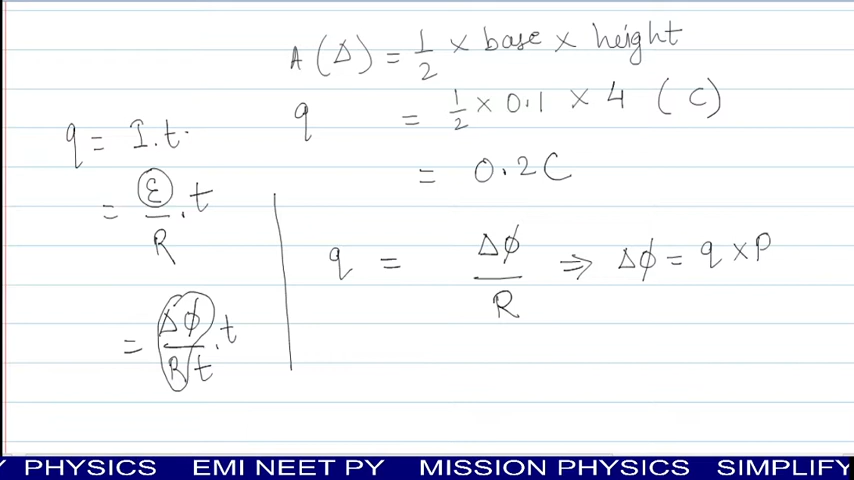 A (Δ) = 1/2 × base × height
q = 1/2 × 0.1 × 4 (C)
= 0.2C
q = I.t.
= ε/R . t
= Δϕ/Rt . t
q = Δϕ/R ⇒ Δϕ = q × P
Y PHYSICS EMI NEET PY MISSION PHYSICS SIMPLIFY